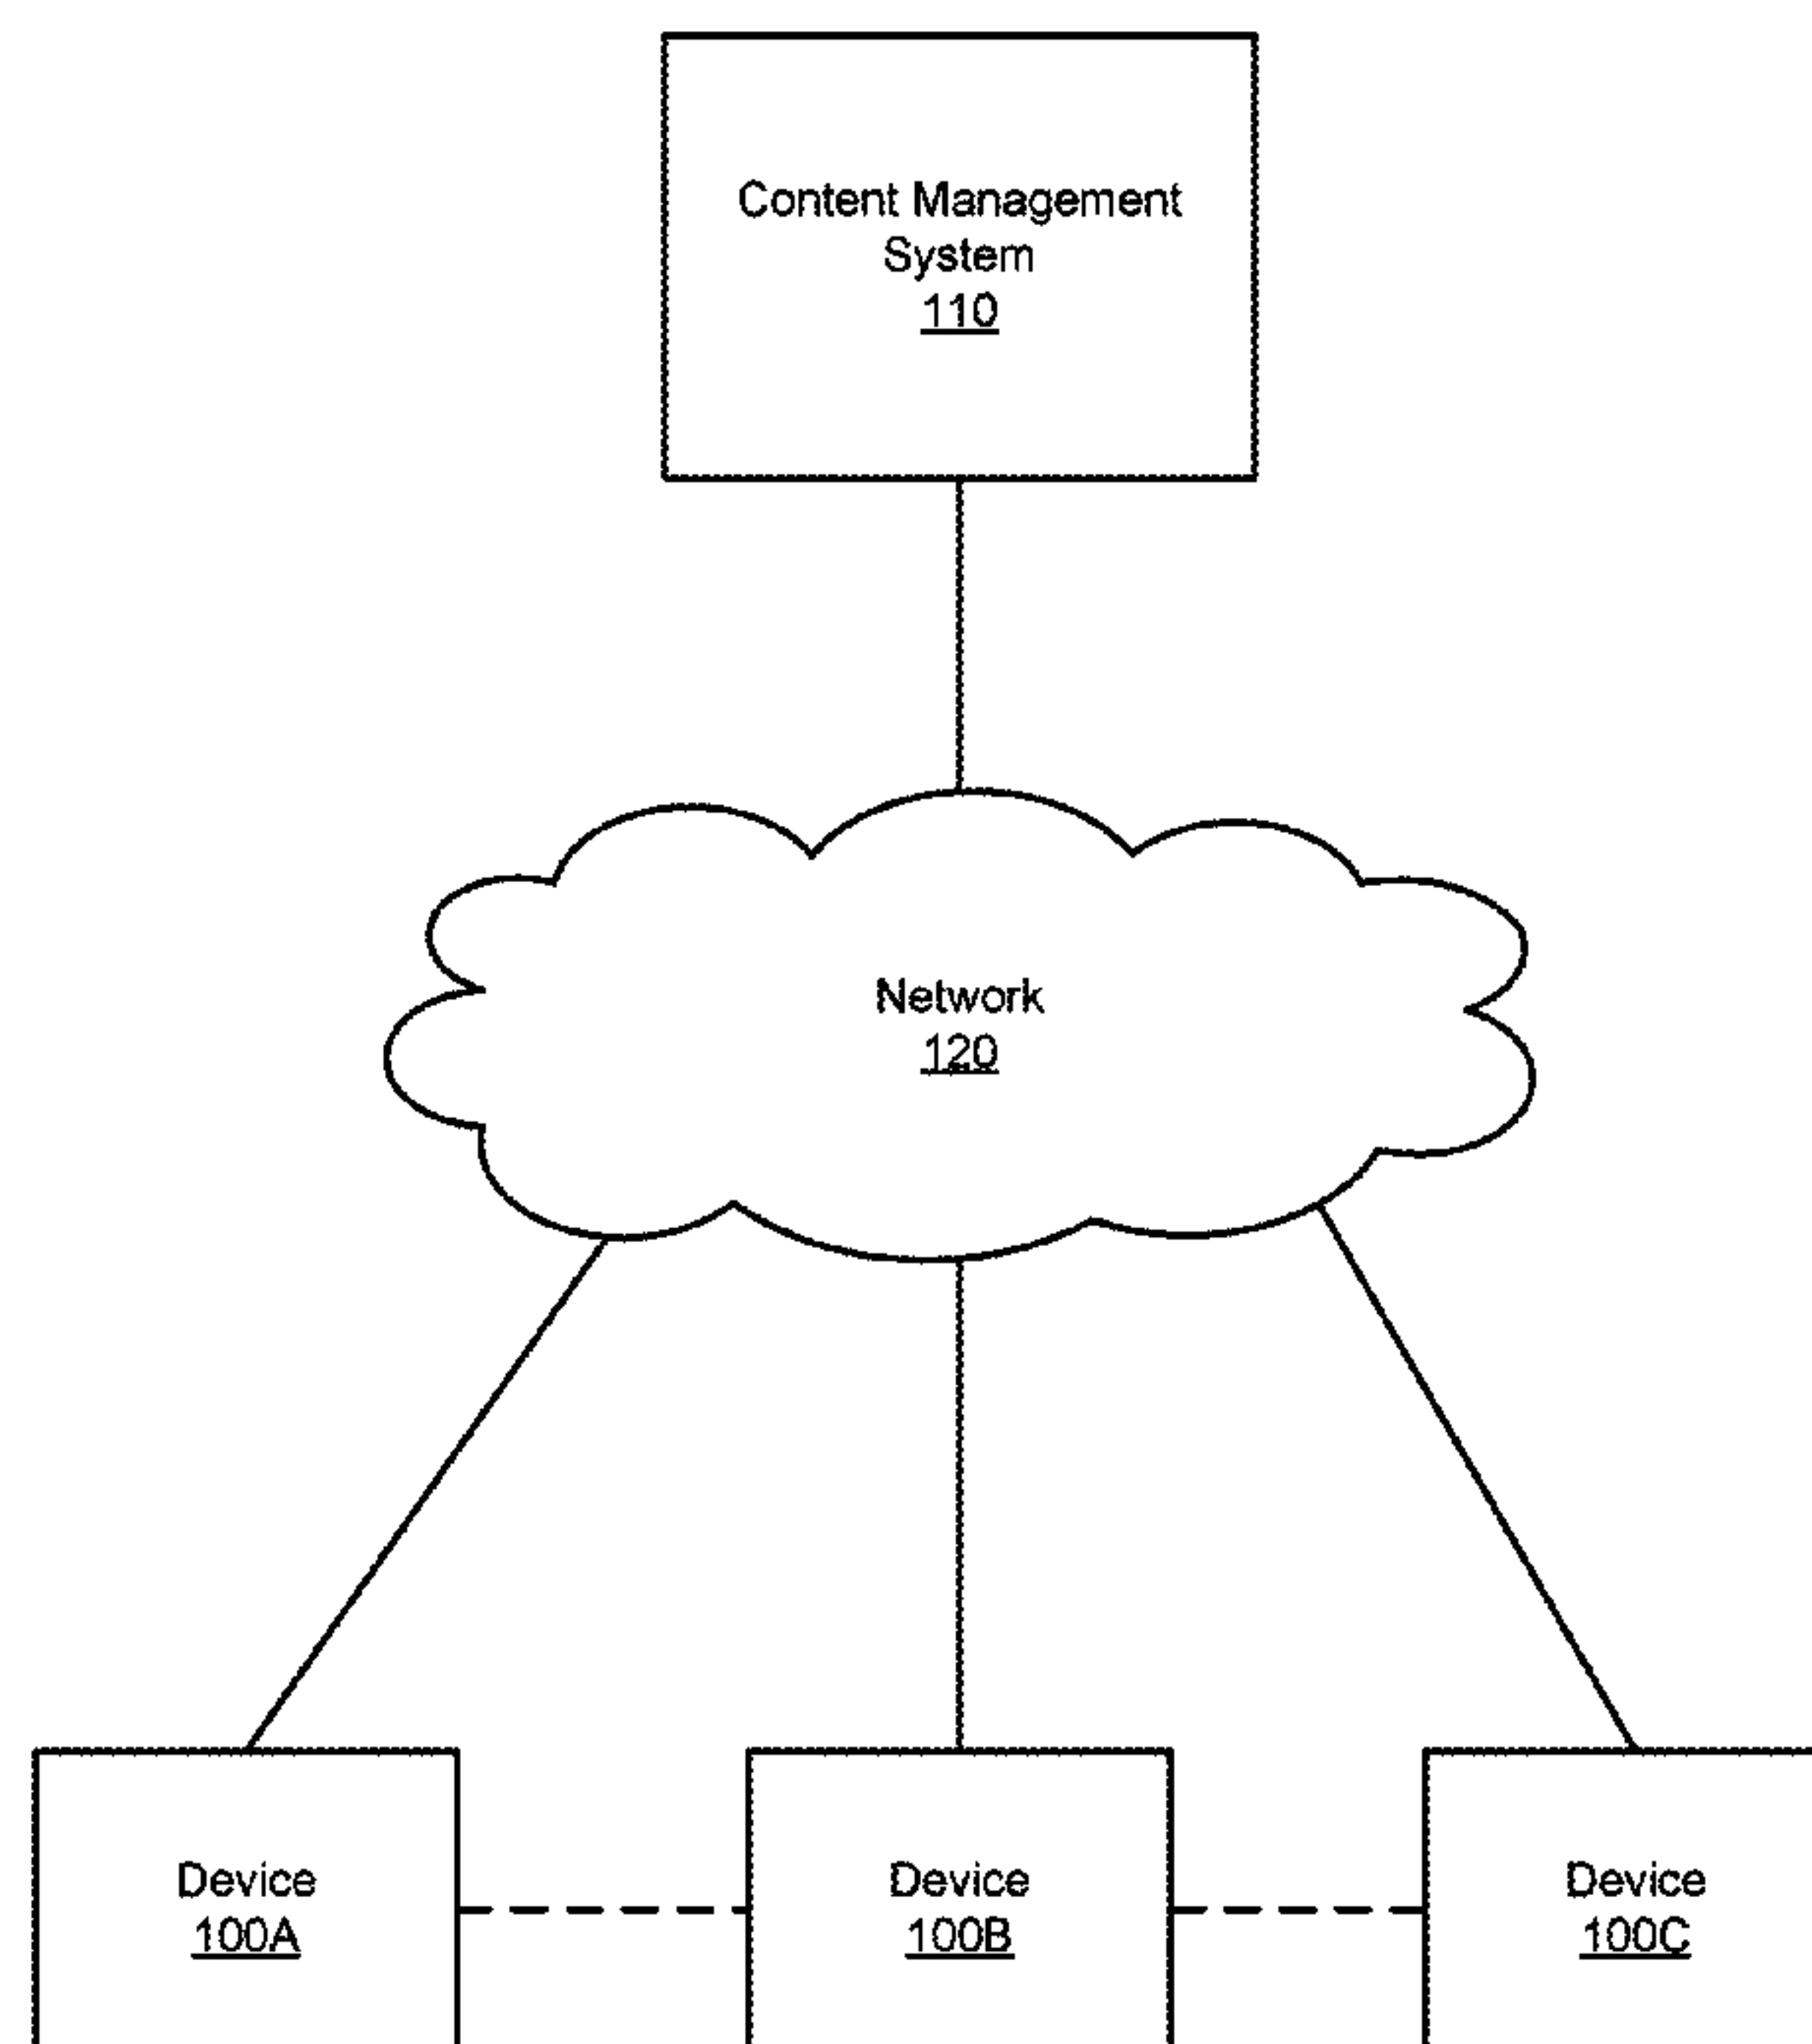 Content Management
System
110
Network
120
Device
100A
Device
100B
Device
100C